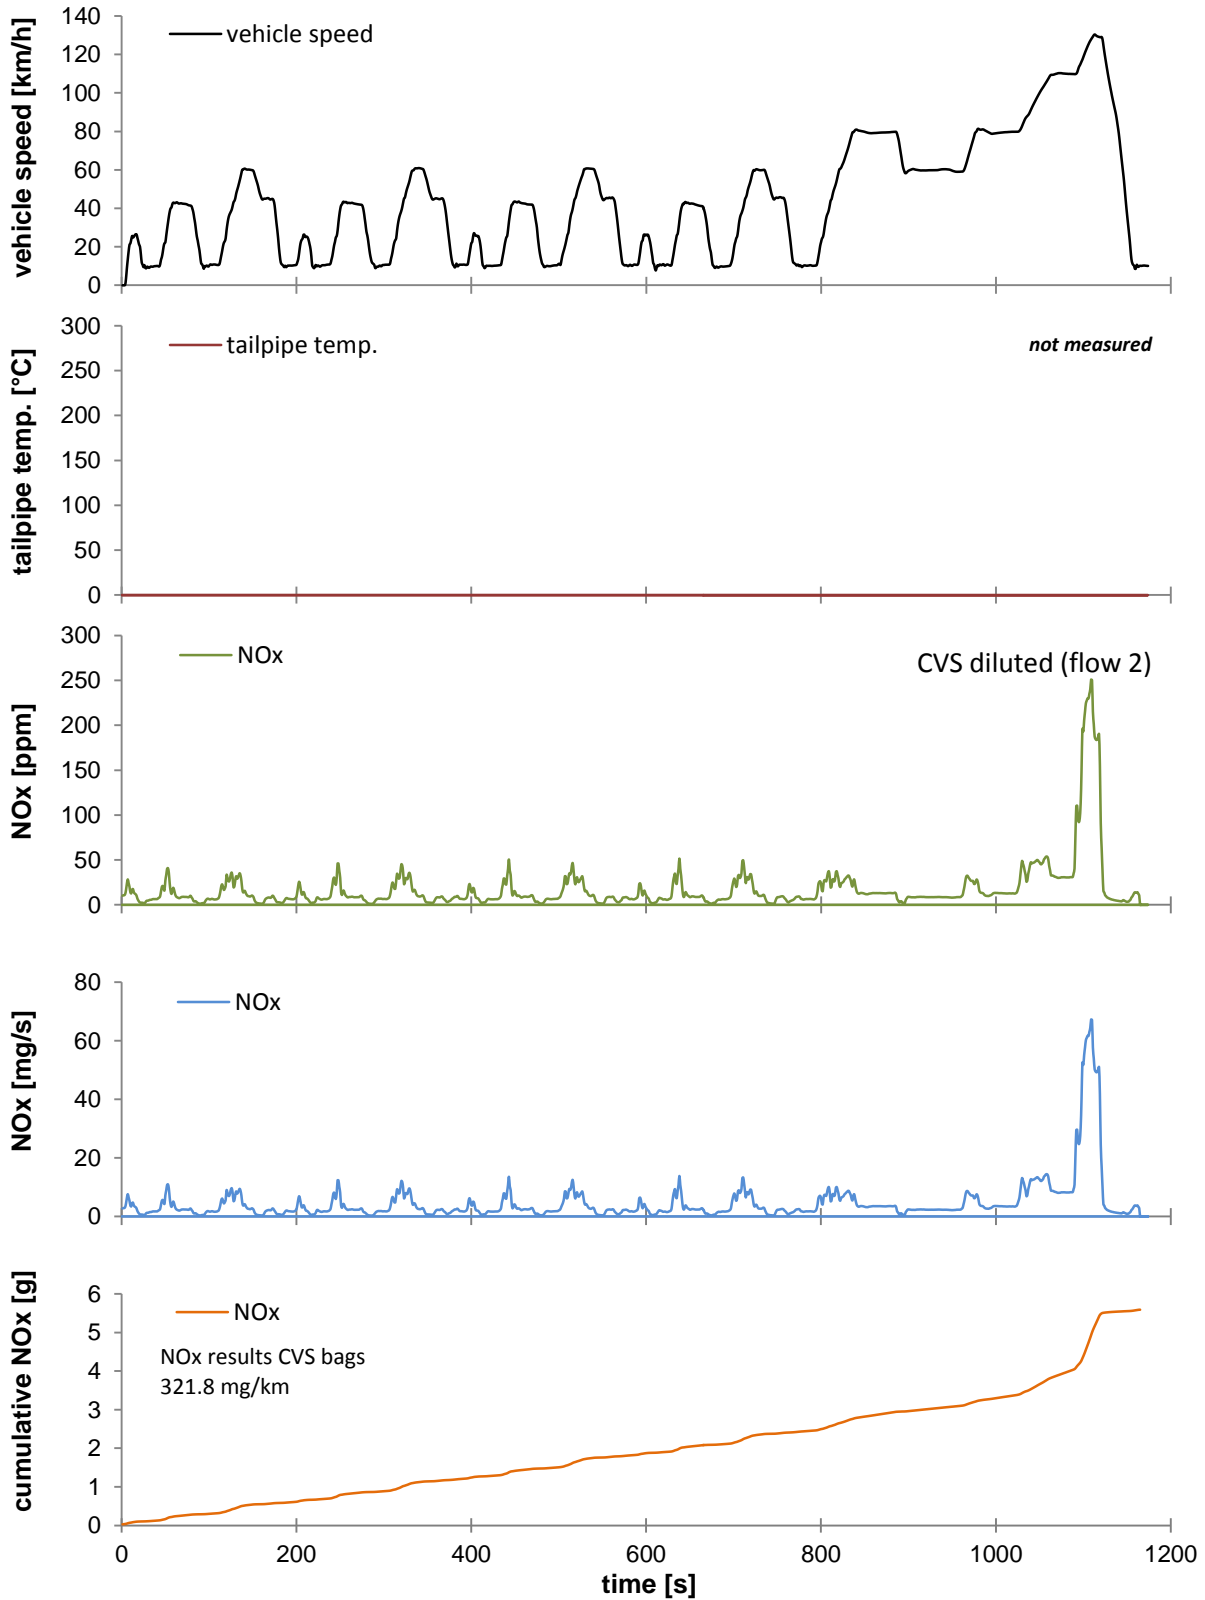 vehicle speed [km/h]
140
120
100
80
60
40
20
0
vehicle speed
tailpipe temp. [°C]
300
250
200
150
100
50
0
tailpipe temp.
not measured
NOx [ppm]
300
250
200
150
100
50
0
NOx
CVS diluted (flow 2)
NOx [mg/s]
80
60
40
20
0
NOx
cumulative NOx [g]
6
5
4
3
2
1
0
NOx
NOx results CVS bags
321.8 mg/km
0 200 400 600 800 1000 1200
time [s]